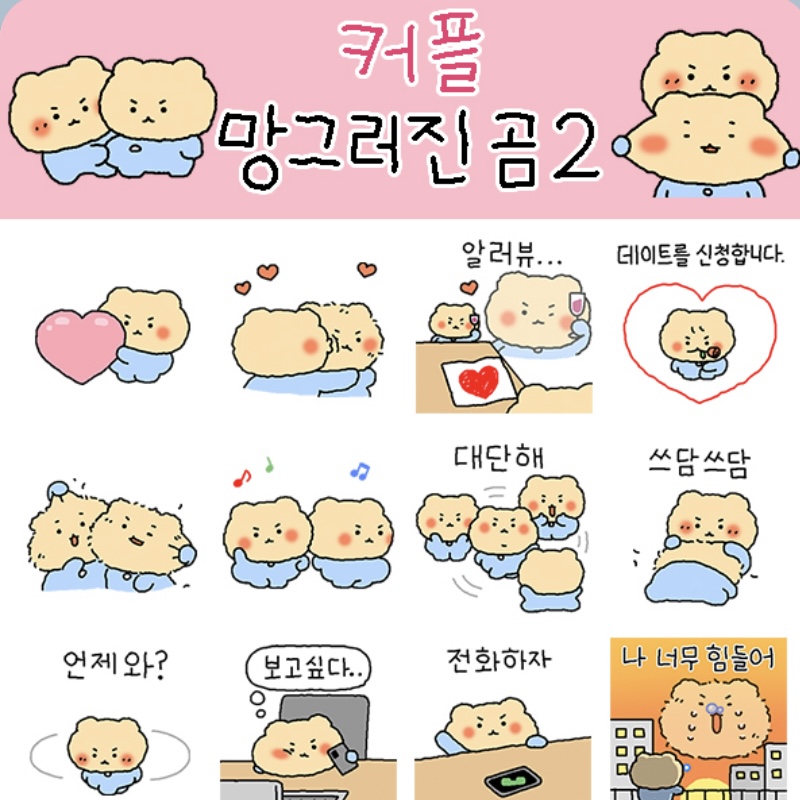 커플
망그러진 곰2
알러뷰...
데이트를 신청합니다.
대단해
쓰담쓰담
언제 와?
보고싶다..
전화하자
나 너무 힘들어